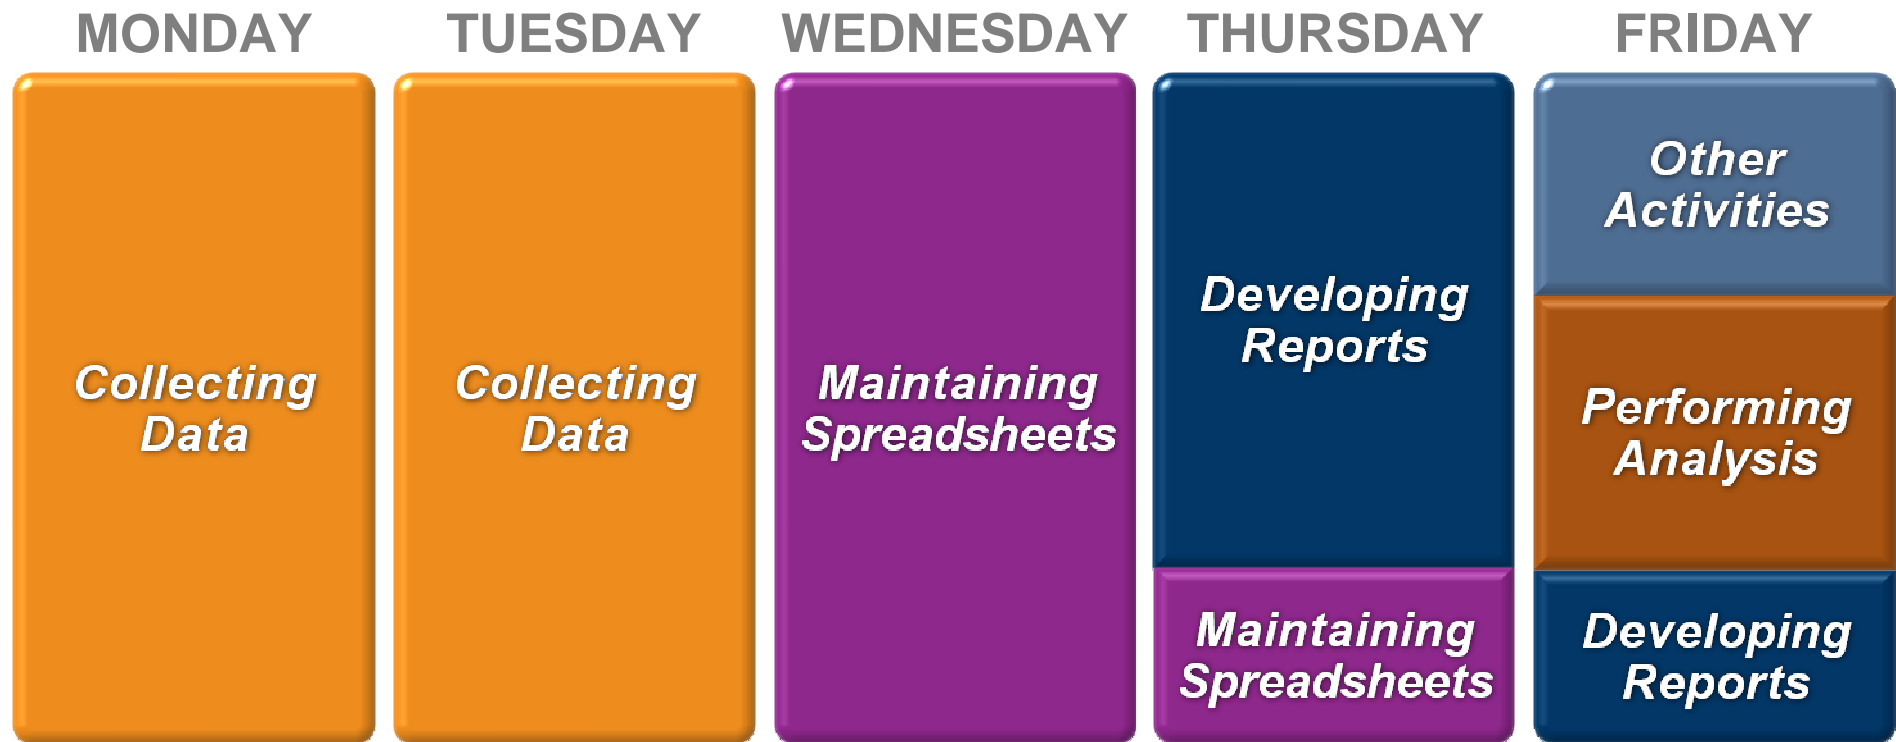 MONDAY TUESDAY WEDNESDAY THURSDAY FRIDAY
Collecting
Data
Collecting
Data
Maintaining
Spreadsheets
Developing
Reports
Maintaining
Spreadsheets
Other
Activities
Performing
Analysis
Developing
Reports